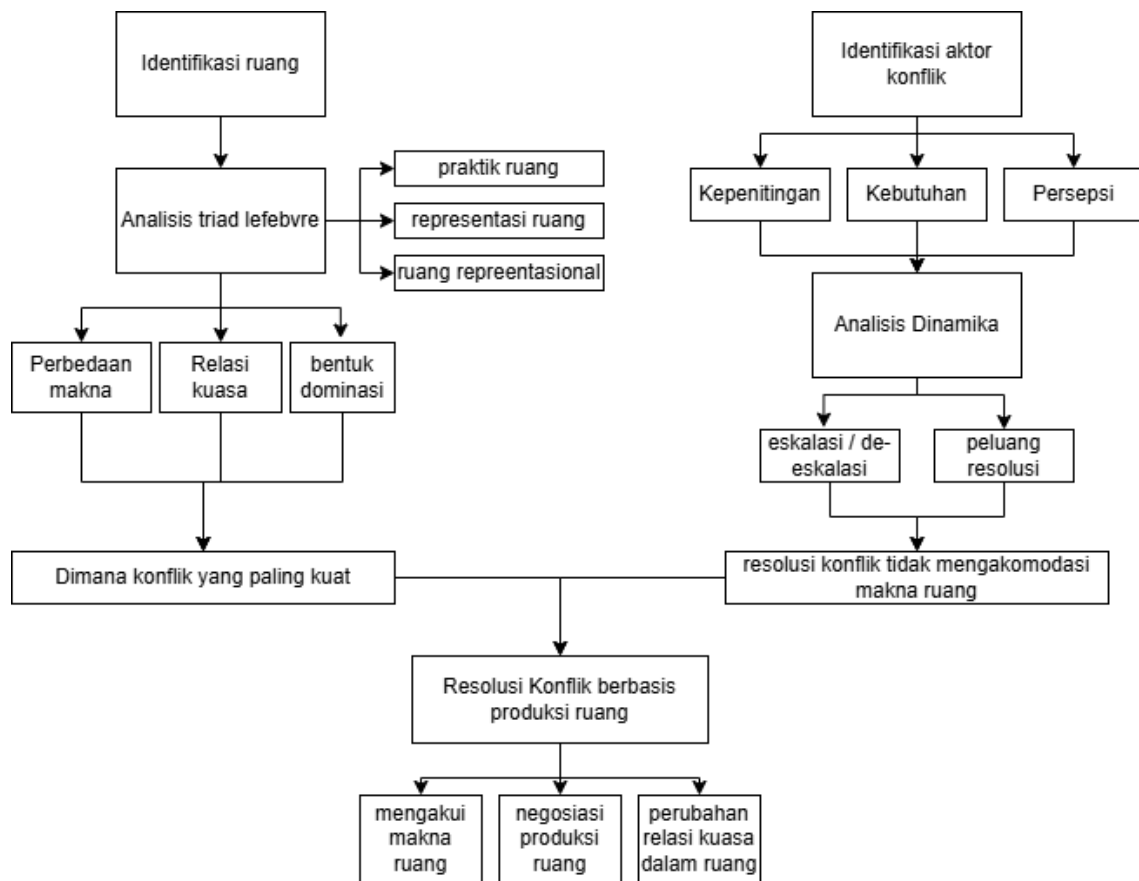 Identifikasi ruang
Identifikasi aktor
konflik
Analisis triad lefebvre
praktik ruang
representasi ruang
ruang repreentasional
Kepenitingan
Kebutuhan
Persepsi
Perbedaan
makna
Relasi
kuasa
bentuk
dominasi
Analisis Dinamika
eskalasi / de-
eskalasi
peluang
resolusi
Dimana konflik yang paling kuat
resolusi konflik tidak mengakomodasi
makna ruang
Resolusi Konflik berbasis
produksi ruang
mengakui
makna
ruang
negosiasi
produksi
ruang
perubahan
relasi kuasa
dalam ruang